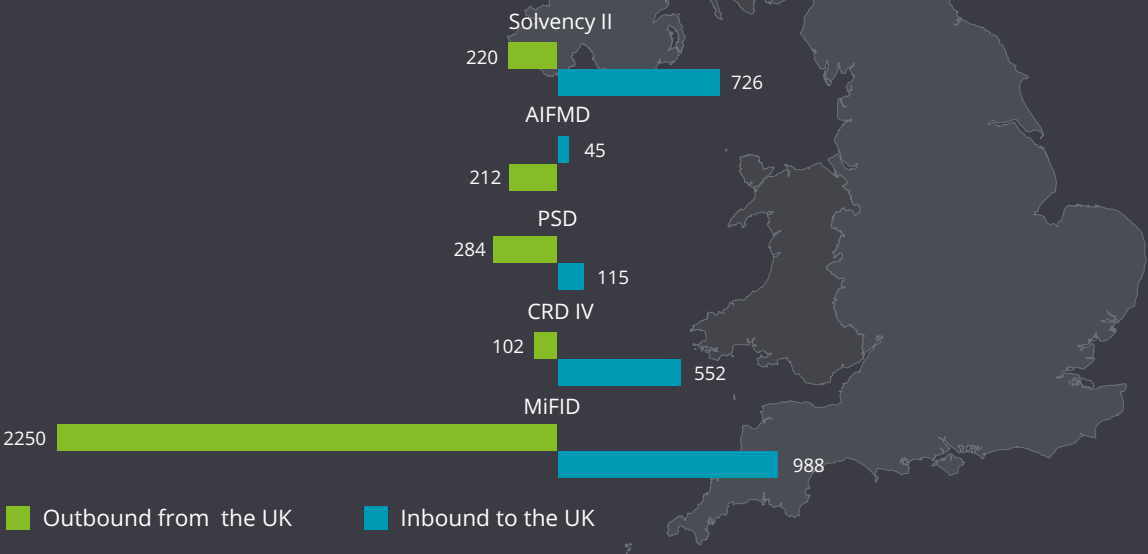 Solvency II
220
726
AIFMD
45
212
PSD
284
115
CRD IV
102
552
MiFID
2250
988
Outbound from the UK
Inbound to the UK